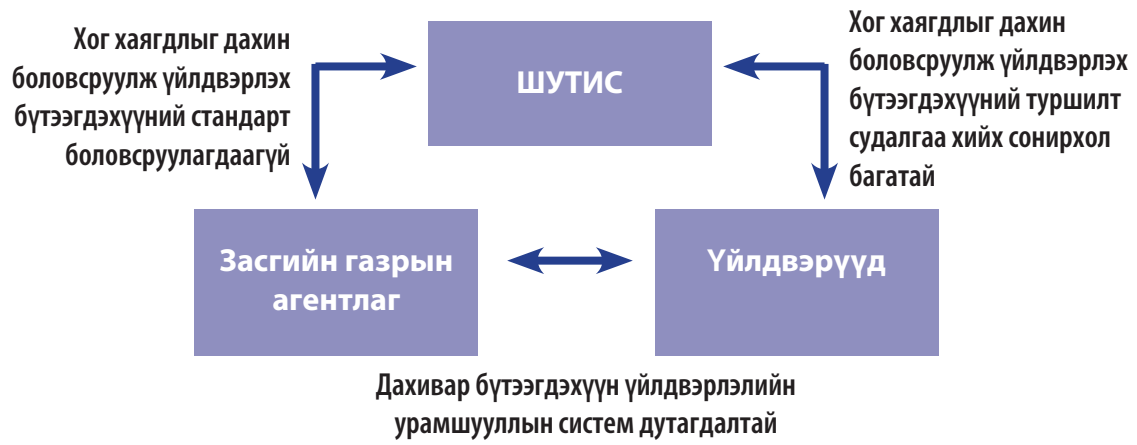 Хог хаягдлыг дахин
боловсруулж үйлдвэрлэх
бүтээгдэхүүний стандарт
боловсруулагдаагүй
ШУТИС
Хог хаягдлыг дахин
боловсруулж үйлдвэрлэх
бүтээгдэхүүний туршилт
судалгаа хийх сонирхол
багатай
Засгийн газрын
агентлаг
Үйлдвэрүүд
Дахивар бүтээгдэхүүн үйлдвэрлэлийн
урамшууллын систем дутагдалтай